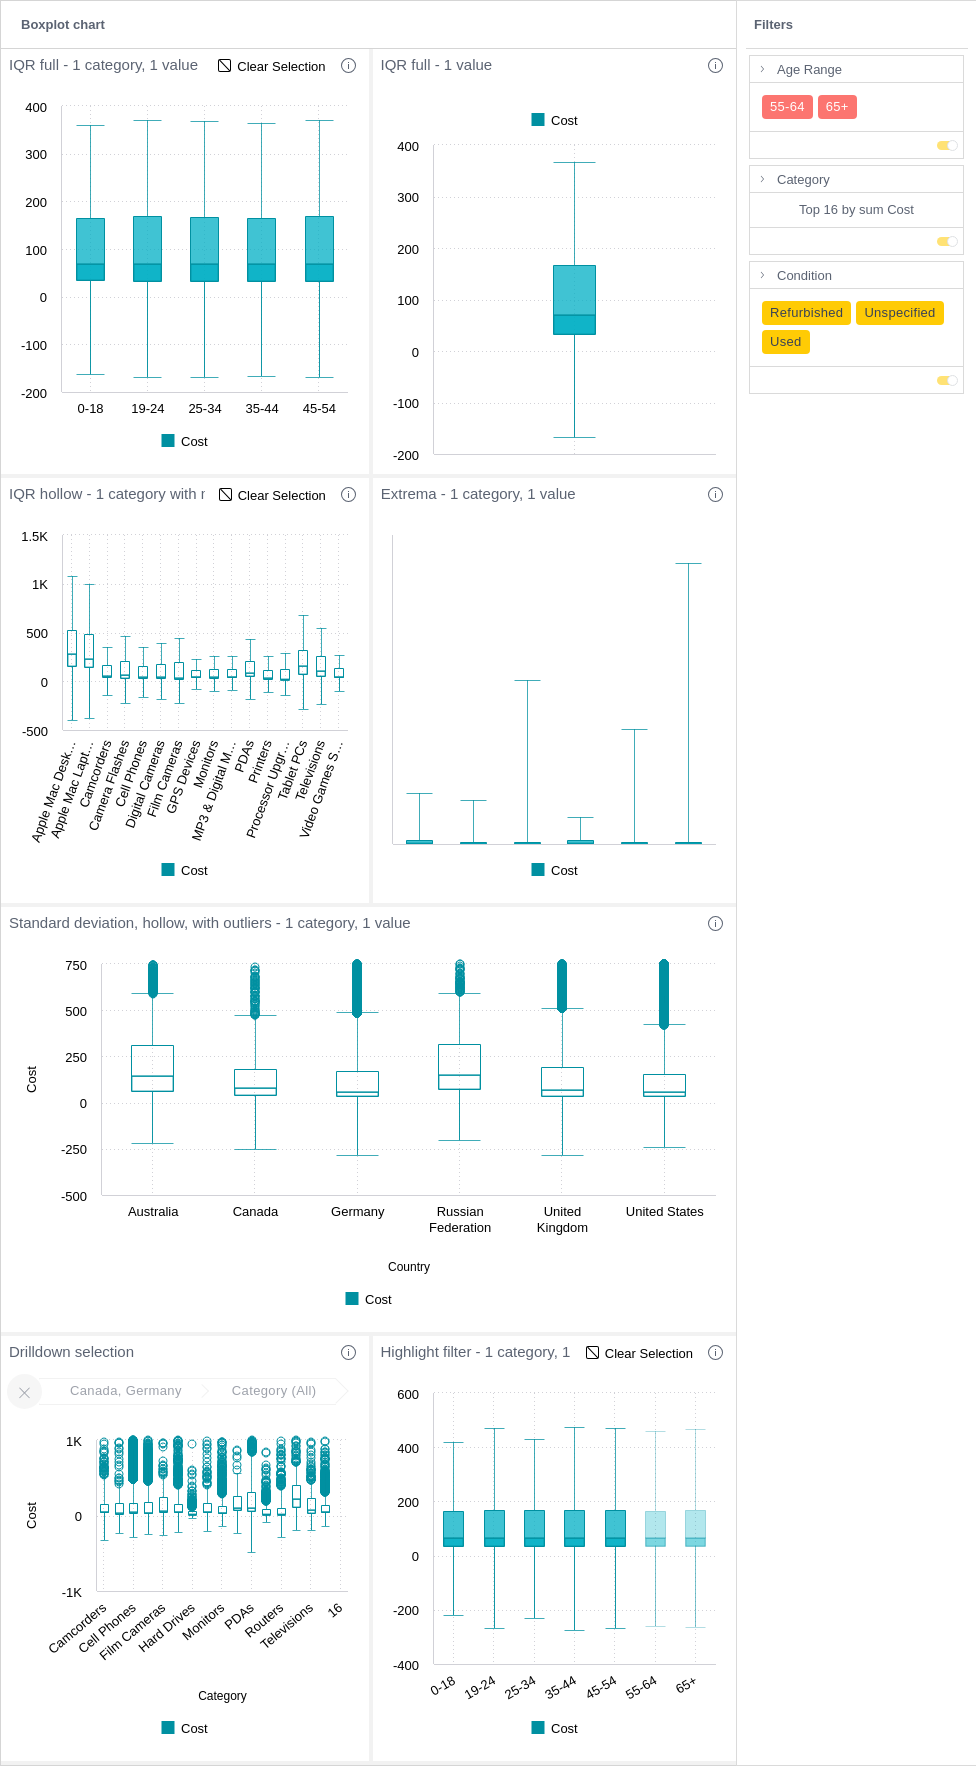 Boxplot chart
Filters
IQR full - 1 category, 1 value
Clear Selection
400
300
200
100
0
-100
-200
0-18
19-24
25-34
35-44
45-54
Cost
IQR full - 1 value
Cost
400
300
200
100
0
-100
-200
Age Range
55-64
65+
Category
Top 16 by sum Cost
Condition
Refurbished
Unspecified
Used
IQR hollow - 1 category with
Clear Selection
1.5K
1K
500
0
-500
Apple Mac Desk...
Apple Mac Lapt...
Camcorders
Camera Flashes
Cell Phones
Digital Cameras
Film Cameras
GPS Devices
Monitors
MP3 & Digital M...
PDAs
Printers
Processor Upgr...
Tablet PCs
Televisions
Video Games S...
Cost
Extrema - 1 category, 1 value
Cost
Standard deviation, hollow, with outliers - 1 category, 1 value
Cost
750
500
250
0
-250
-500
Australia
Canada
Germany
Russian
Federation
United
Kingdom
United States
Country
Cost
Drilldown selection
Canada, Germany
Category (All)
Cost
1K
0
-1K
Camcorders
Cell Phones
Film Cameras
Hard Drives
Monitors
PDAs
Routers
Televisions
16
Category
Cost
Highlight filter - 1 category, 1
Clear Selection
600
400
200
0
-200
-400
0-18
19-24
25-34
35-44
45-54
55-64
65+
Cost